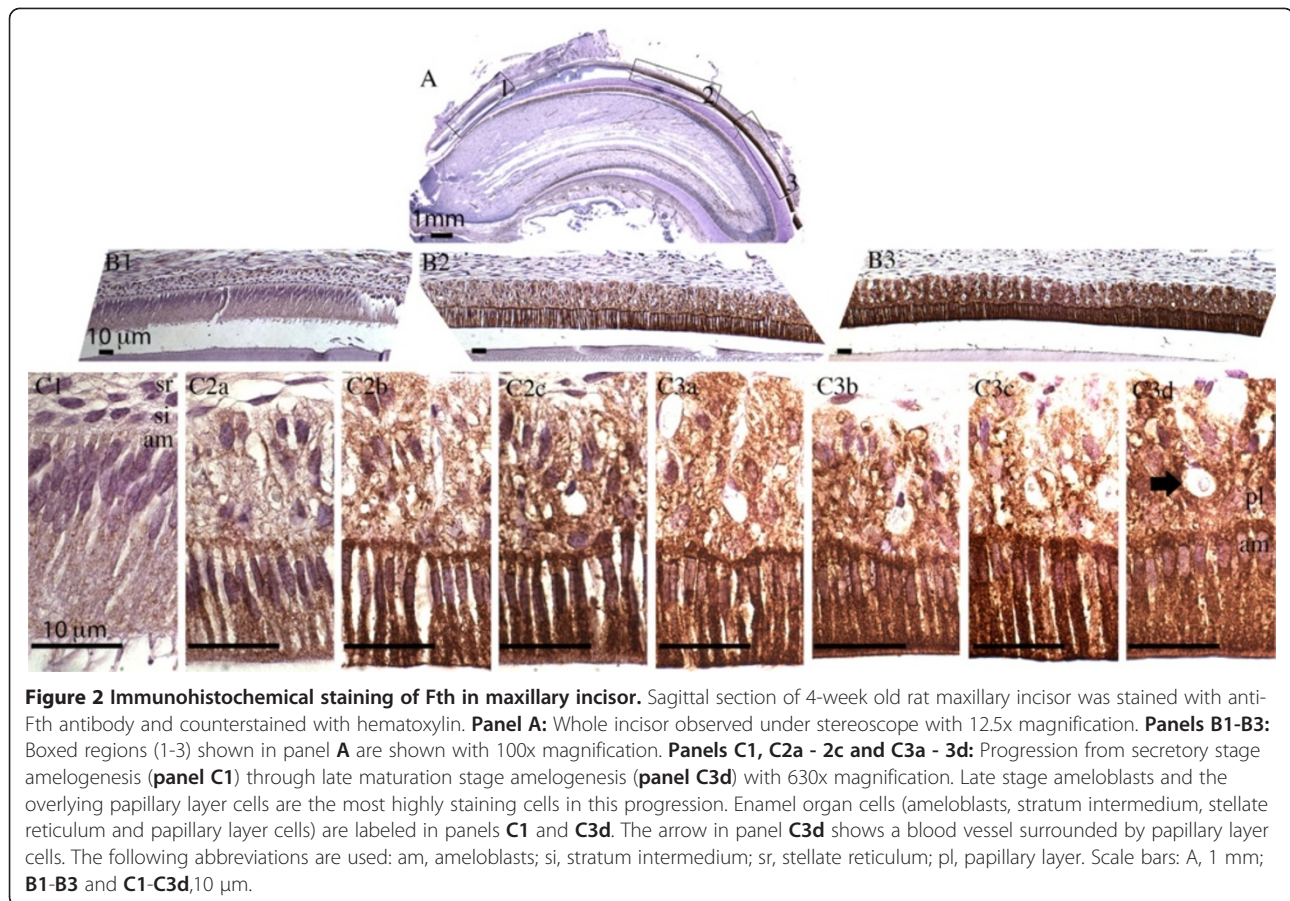 A
1
2
3
1mm
B1
B2
B3
10 µm
C1
sr
si
am
C2a
C2b
C2c
C3a
C3b
C3c
C3d
pl
am
10 µm
Figure 2 Immunohistochemical staining of Fth in maxillary incisor. Sagittal section of 4-week old rat maxillary incisor was stained with anti-
Fth antibody and counterstained with hematoxylin. Panel A: Whole incisor observed under stereoscope with 12.5x magnification. Panels B1-B3:
Boxed regions (1-3) shown in panel A are shown with 100x magnification. Panels C1, C2a - 2c and C3a - 3d: Progression from secretory stage
amelogenesis (panel C1) through late maturation stage amelogenesis (panel C3d) with 630x magnification. Late stage ameloblasts and the
overlying papillary layer cells are the most highly staining cells in this progression. Enamel organ cells (ameloblasts, stratum intermedium, stellate
reticulum and papillary layer cells) are labeled in panels C1 and C3d. The arrow in panel C3d shows a blood vessel surrounded by papillary layer
cells. The following abbreviations are used: am, ameloblasts; si, stratum intermedium; sr, stellate reticulum; pl, papillary layer. Scale bars: A, 1 mm;
B1-B3 and C1-C3d,10 µm.